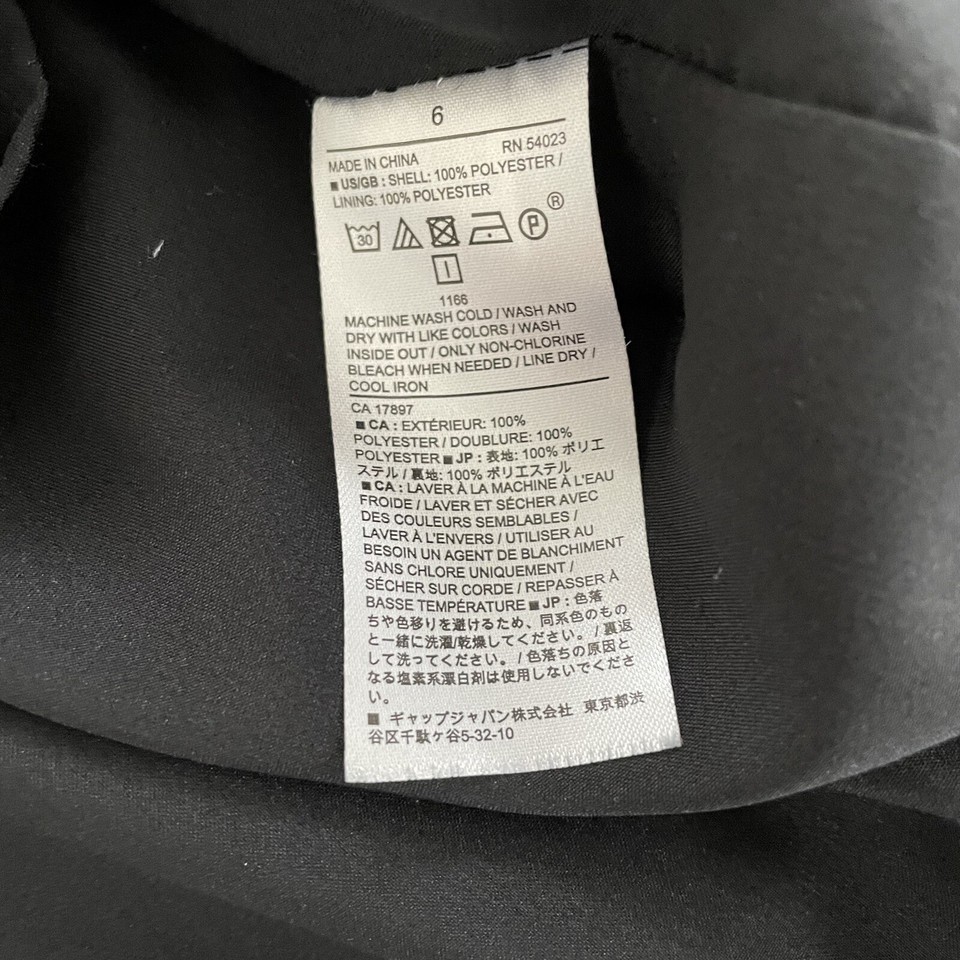 6
RN 54023
MADE IN CHINA
■ US/GB : SHELL: 100% POLYESTER /
LINING: 100% POLYESTER
30 P ®
1166
MACHINE WASH COLD / WASH AND
DRY WITH LIKE COLORS / WASH
INSIDE OUT / ONLY NON-CHLORINE
BLEACH WHEN NEEDED / LINE DRY /
COOL IRON
CA 17897
■ CA : EXTÉRIEUR: 100%
POLYESTER / DOUBLURE: 100%
POLYESTER ■ JP : 表地: 100% ポリエ
ステル / 裏地: 100% ポリエステル
■ CA : LAVER À LA MACHINE À L'EAU
FROIDE / LAVER ET SÉCHER AVEC
DES COULEURS SEMBLABLES /
LAVER À L'ENVERS / UTILISER AU
BESOIN UN AGENT DE BLANCHIMENT
SANS CHLORE UNIQUEMENT /
SÉCHER SUR CORDE / REPASSER À
BASSE TEMPÉRATURE ■ JP : 色落
ちや色移りを避けるため、同系色のもの
と一緒に洗濯/乾燥してください。 / 裏返
して洗ってください。 / 色落ちの原因と
なる塩素系漂白剤は使用しないでくださ
い。
■ ギャップジャパン株式会社 東京都渋
谷区千駄ヶ谷5-32-10